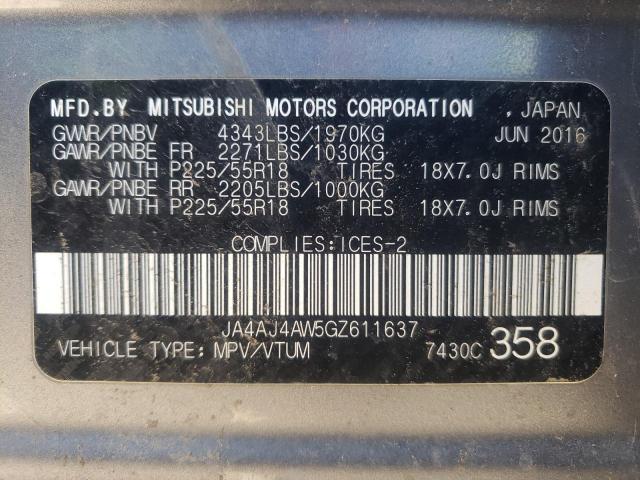 MFD.BY MITSUBISHI MOTORS CORPORATION , JAPAN
GVWR/PNBV 4343LBS/1970KG JUN 2016
GAWR/PNBE FR 2271LBS/1030KG
WITH P225/55R18 TIRES 18X7.0J RIMS
GAWR/PNBE RR 2205LBS/1000KG
WITH P225/55R18 TIRES 18X7.0J RIMS
COMPLIES:ICES-2
JA4AJ4AW5GZ611637
VEHICLE TYPE:MPV/VTUM 7430C 358